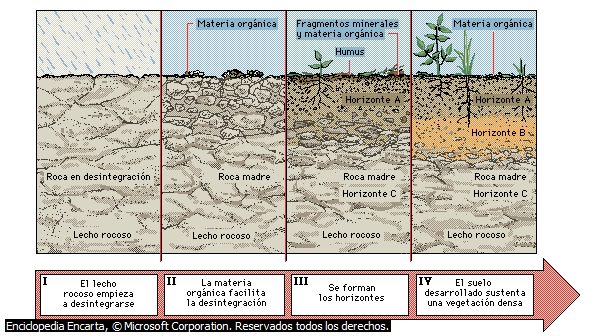 Materia orgánica
Fragmentos minerales
y materia orgánica
Materia orgánica
Humus
Horizonte A
Horizonte A
Horizonte B
Roca en desintegración
Roca madre
Roca madre
Roca madre
Horizonte C
Horizonte C
Lecho rocoso
Lecho rocoso
Lecho rocoso
Lecho rocoso
I
El lecho
rocoso empieza
a desintegrarse
II
La materia
orgánica facilita
la desintegración
III
Se forman
los horizontes
IV
El suelo
desarrollado sustenta
una vegetación densa
Enciclopedia Encarta, © Microsoft Corporation. Reservados todos los derechos.